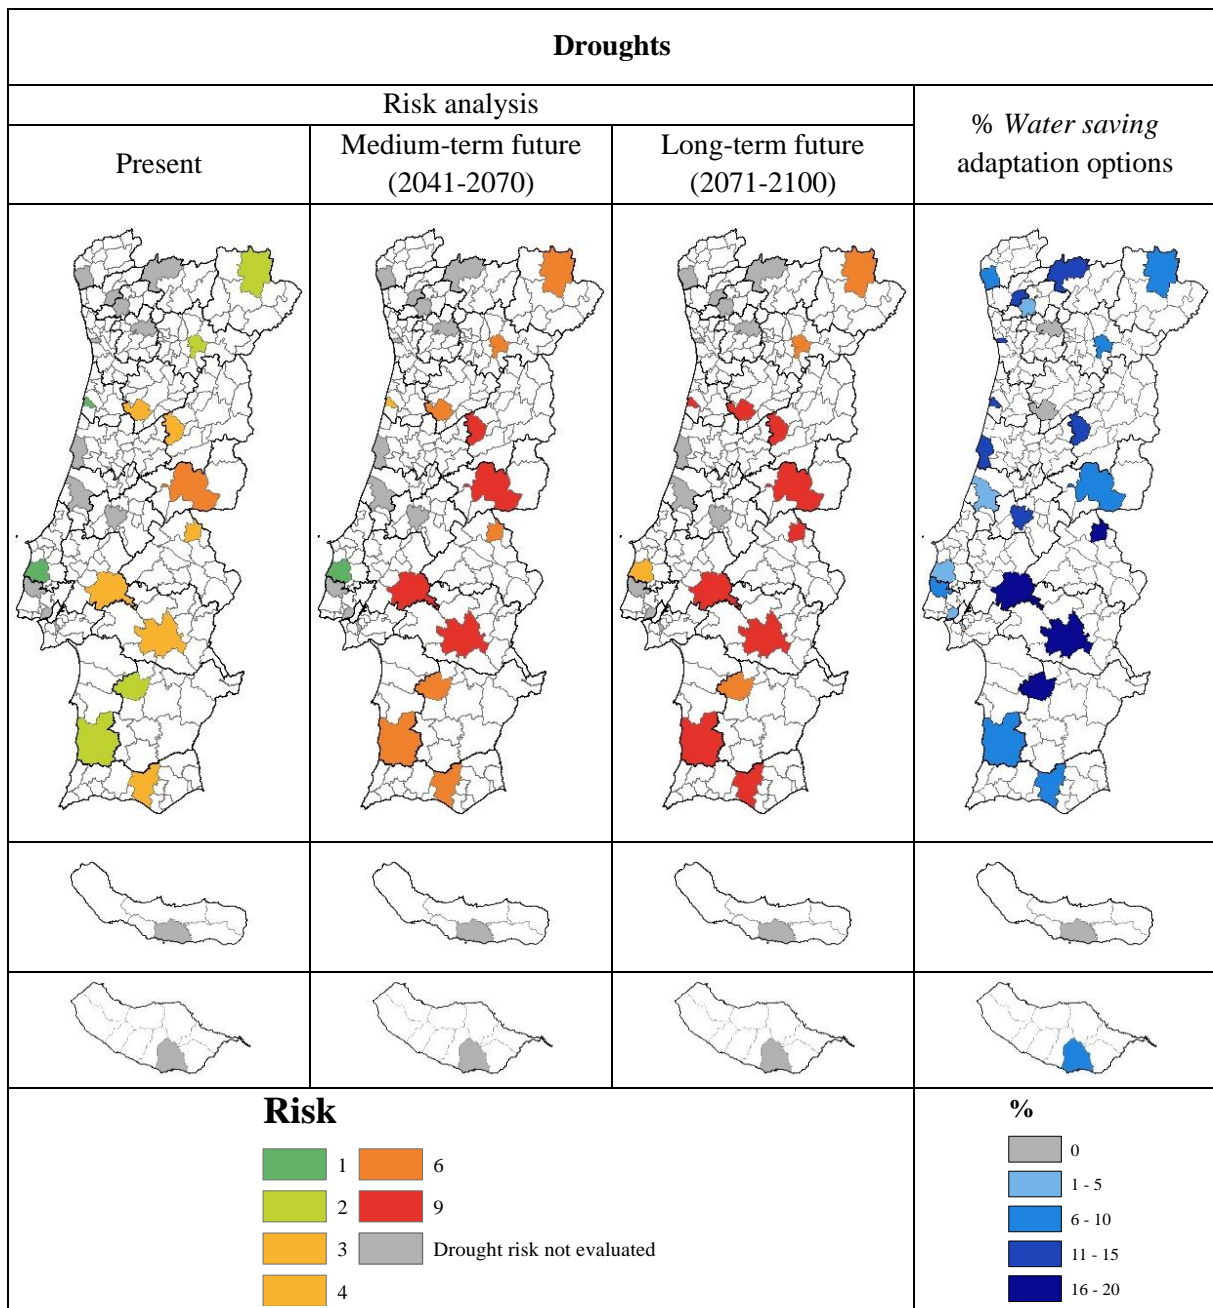 Droughts
Risk analysis
% Water saving
adaptation options
Present
Medium-term future
(2041-2070)
Long-term future
(2071-2100)
Risk
1
6
2
9
3
Drought risk not evaluated
4
%
0
1 - 5
6 - 10
11 - 15
16 - 20